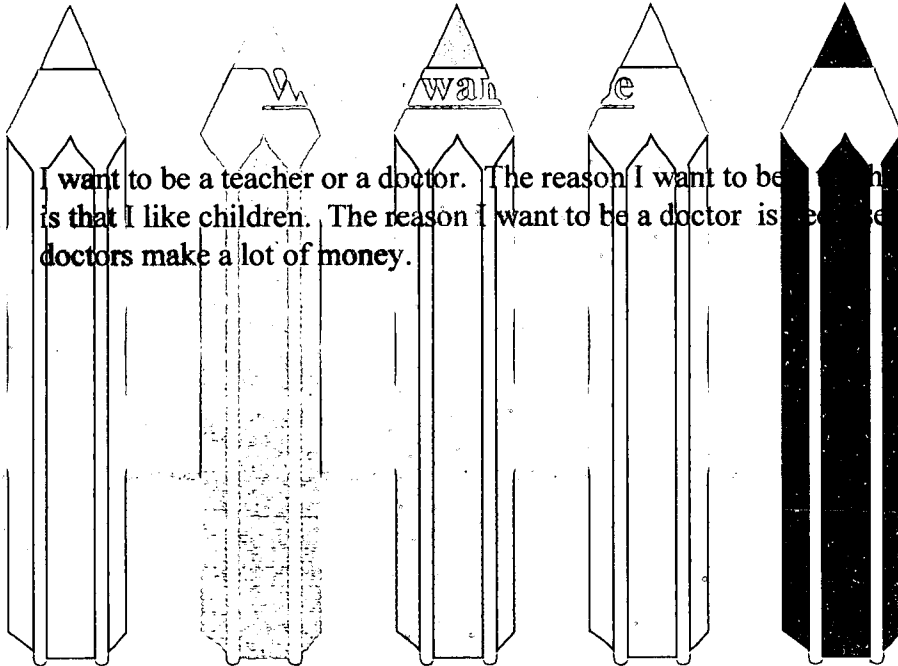 wan
I want to be a teacher or a doctor. The reason I want to be
is that I like children. The reason I want to be a doctor is
doctors make a lot of money.